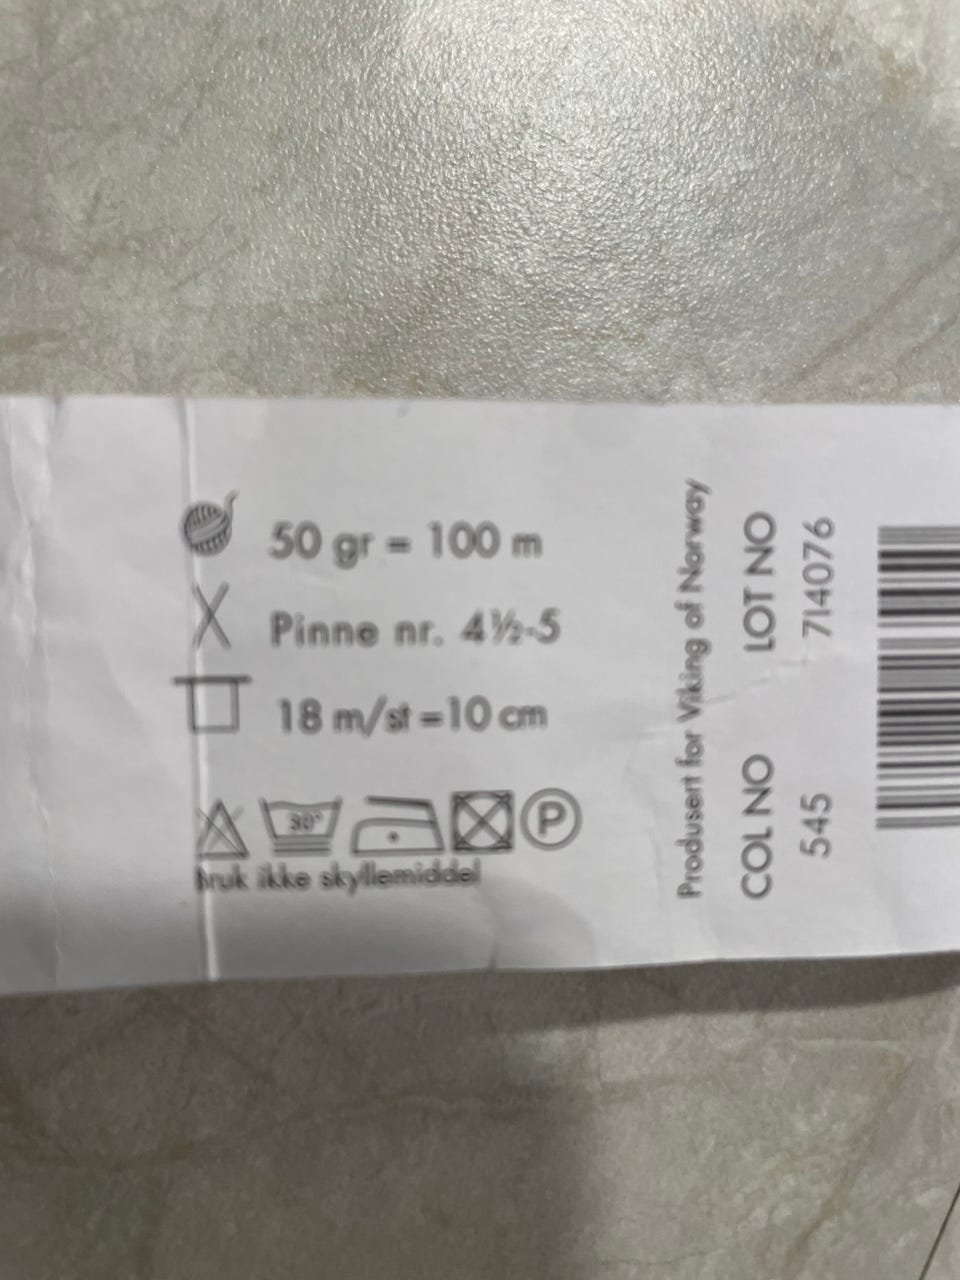 50 gr = 100 m
Pinne nr. 4½-5
18 m/st =10 cm
30°
P
Bruk ikke skyllemiddel
Produsert for Viking of Norway
COL NO LOT NO
545 714076